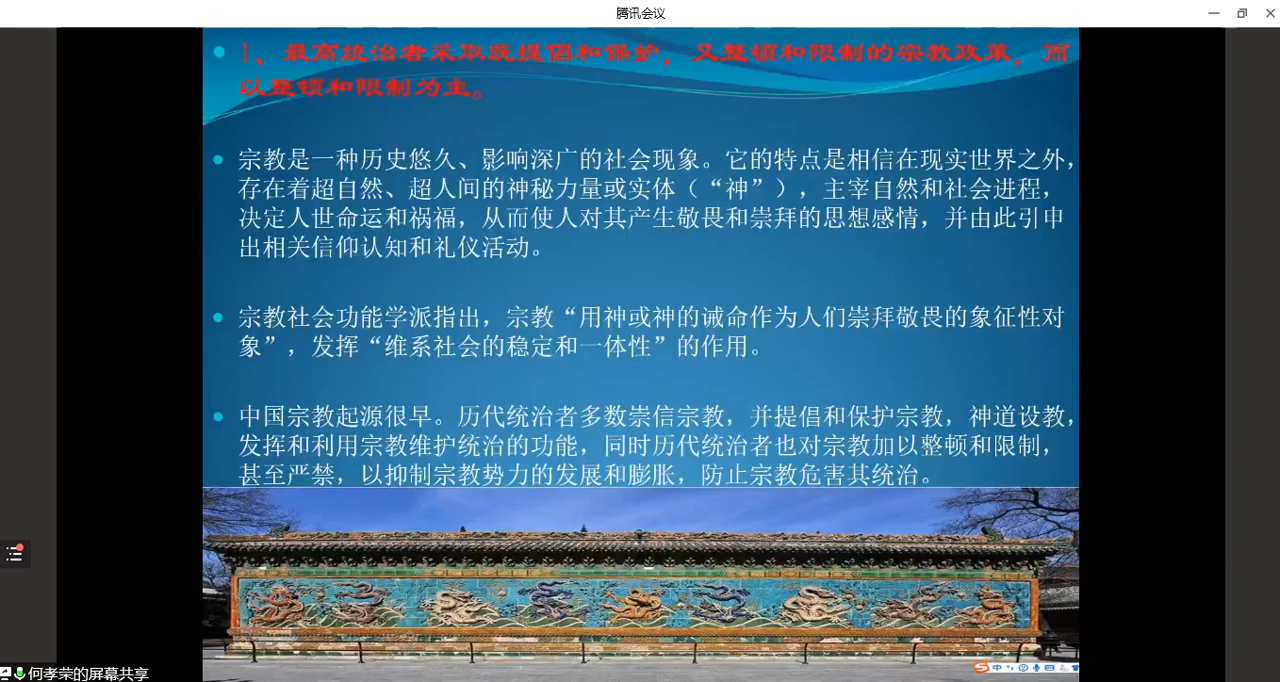 腾讯会议
1、最高统治者采取既提倡和保护，又整顿和限制的宗教政策，而
以整顿和限制为主。
宗教是一种历史悠久、影响深广的社会现象。它的特点是相信在现实世界之外，
存在着超自然、超人间的神秘力量或实体（“神”），主宰自然和社会进程，
决定人世命运和祸福，从而使人对其产生敬畏和崇拜的思想感情，并由此引申
出相关信仰认知和礼仪活动。
宗教社会功能学派指出，宗教“用神或神的诫命作为人们崇拜敬畏的象征性对
象”，发挥“维系社会的稳定和一体性”的作用。
中国宗教起源很早。历代统治者多数崇信宗教，并提倡和保护宗教，神道设教，
发挥和利用宗教维护统治的功能，同时历代统治者也对宗教加以整顿和限制，
甚至严禁，以抑制宗教势力的发展和膨胀，防止宗教危害其统治。
中
何孝荣的屏幕共享